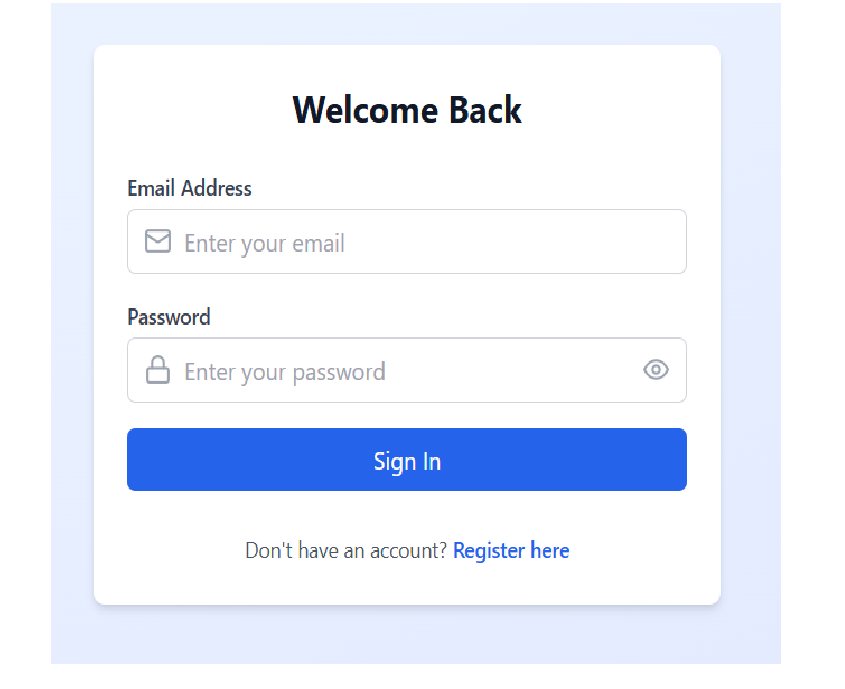 Welcome Back
Email Address
Enter your email
Password
Enter your password
Sign In
Don't have an account? Register here